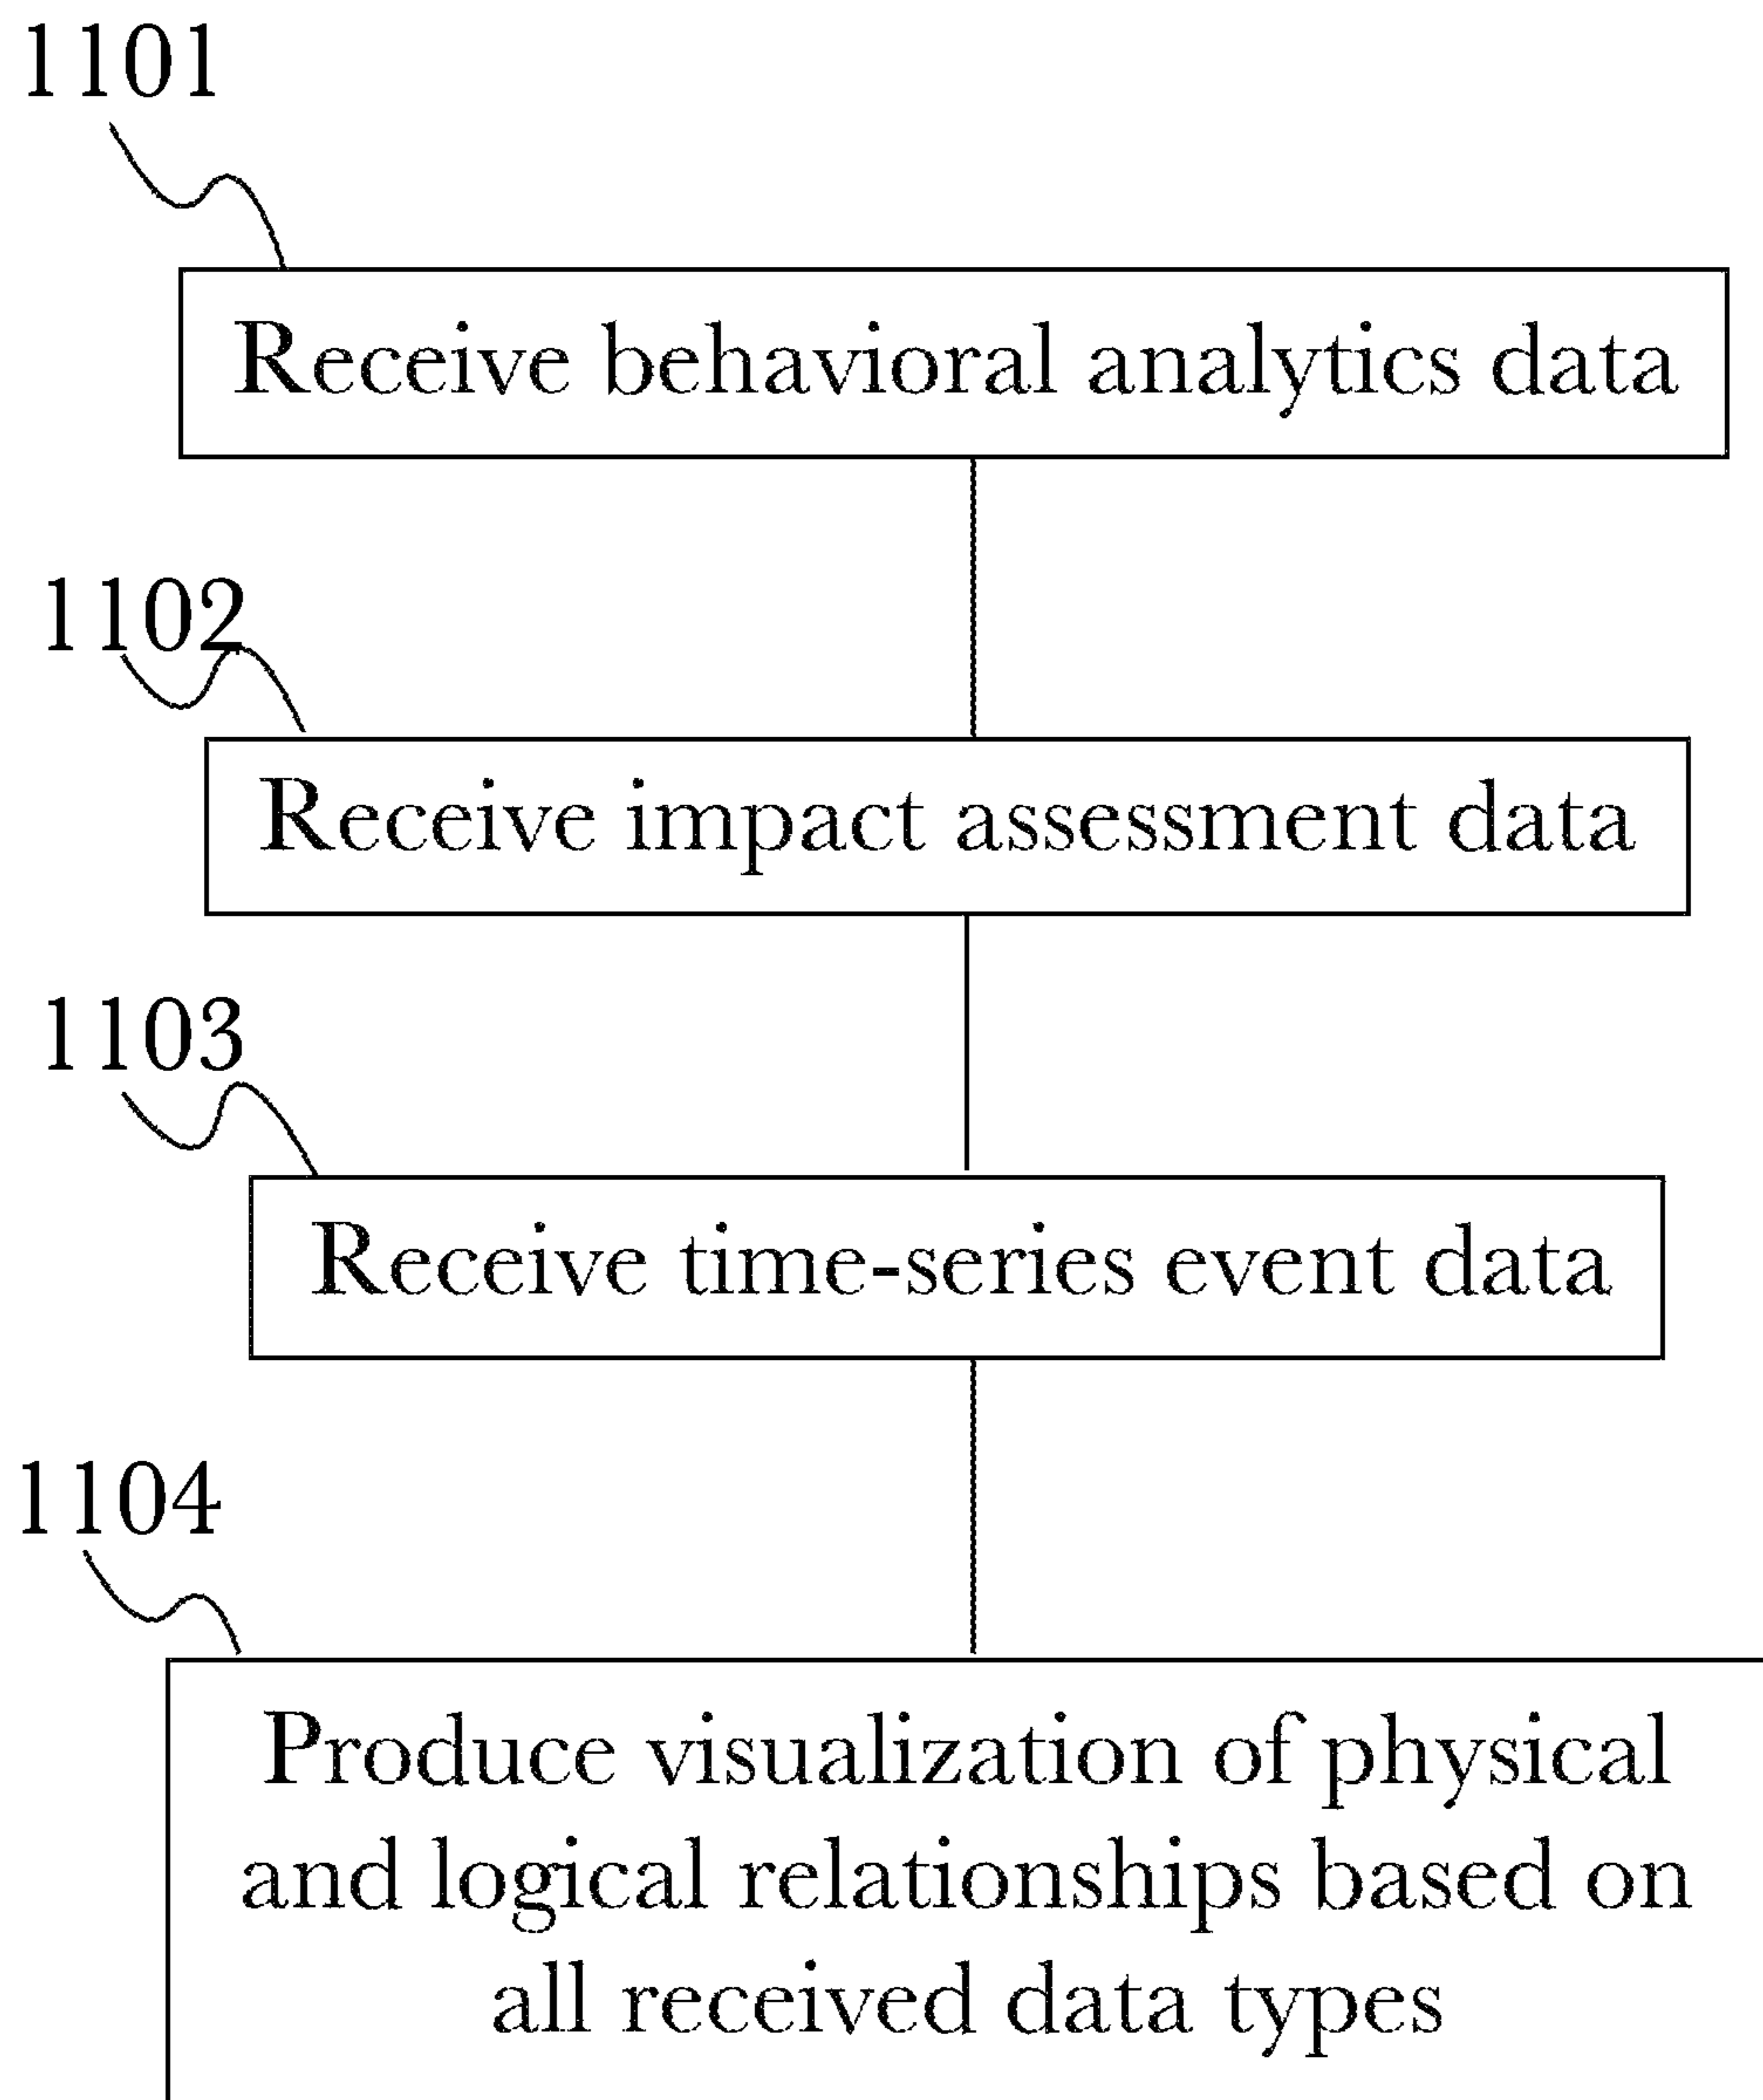 1101
Receive behavioral analytics data
1102
Receive impact assessment data
1103
Receive time-series event data
1104
Produce visualization of physical
and logical relationships based on
all received data types